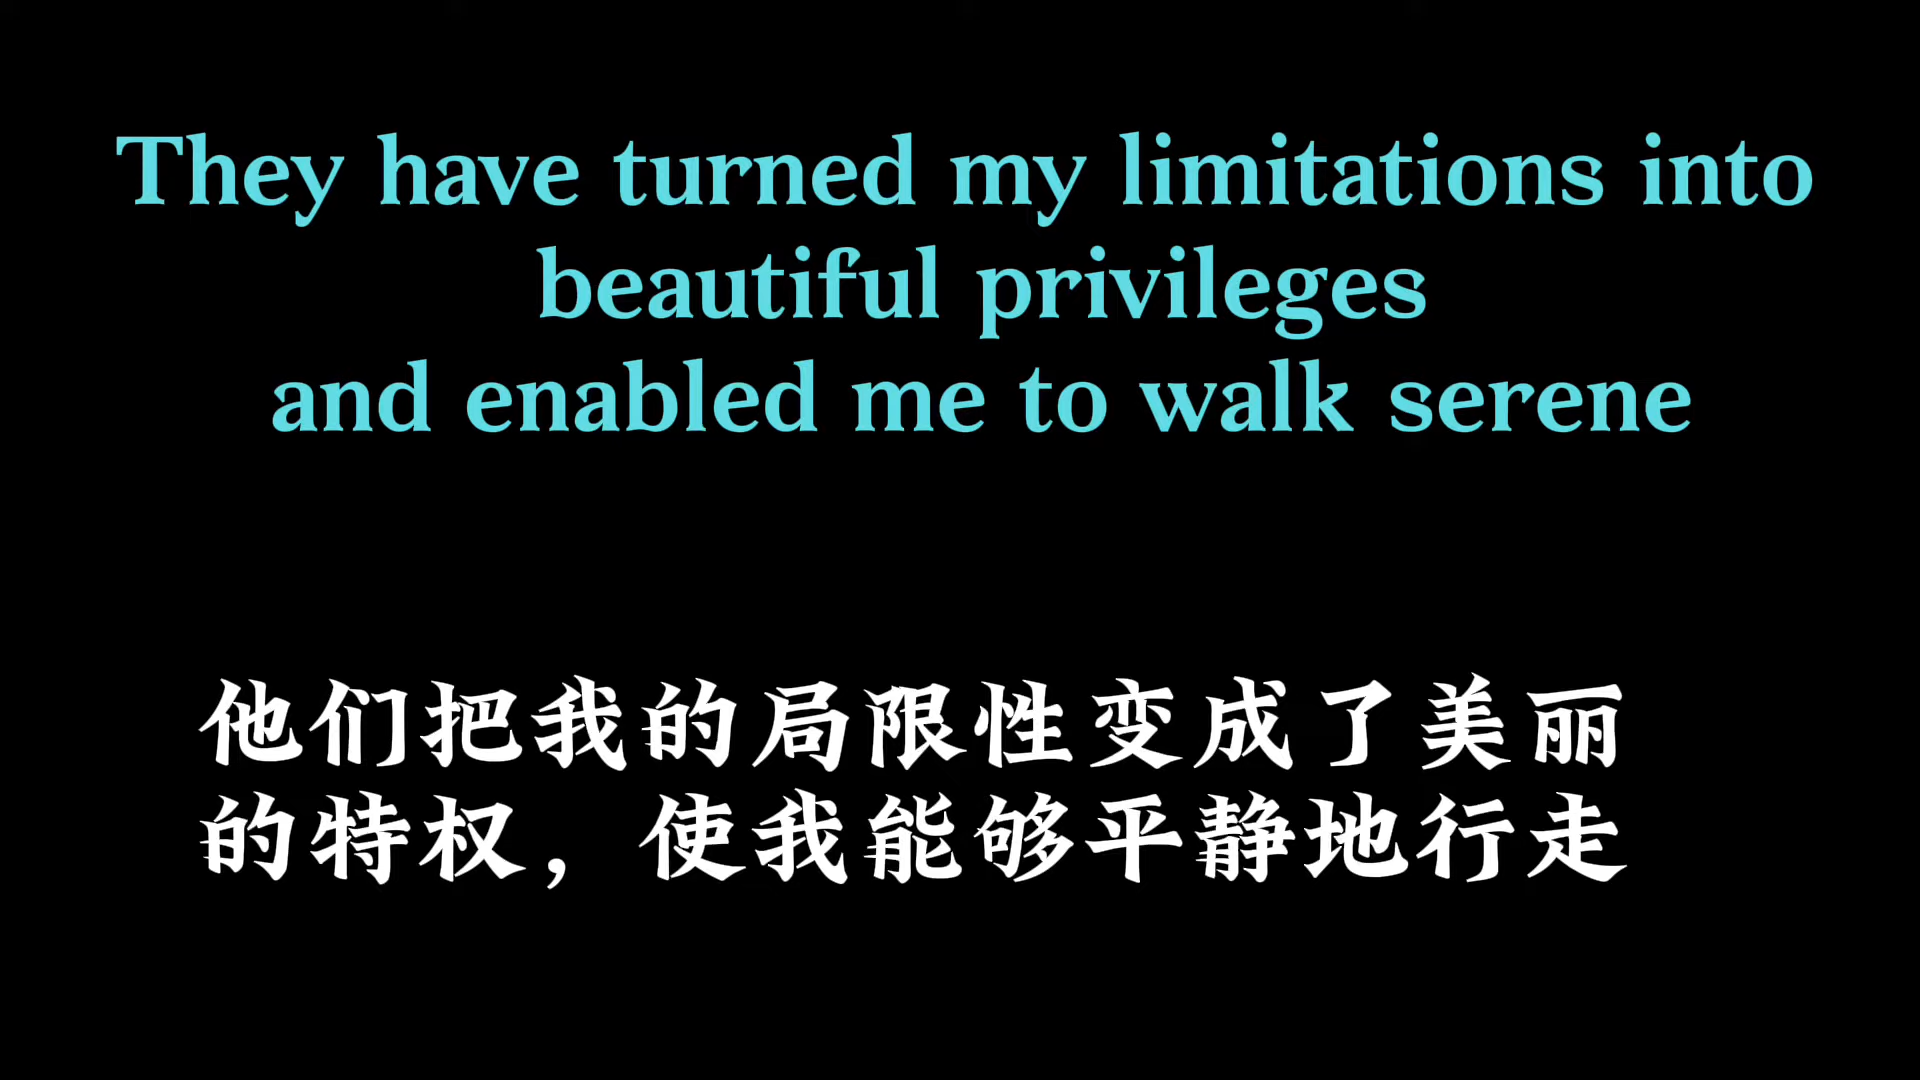 They have turned my limitations into
beautiful privileges
and enabled me to walk serene
他们把我的局限性变成了美丽
的特权，使我能够平静地行走